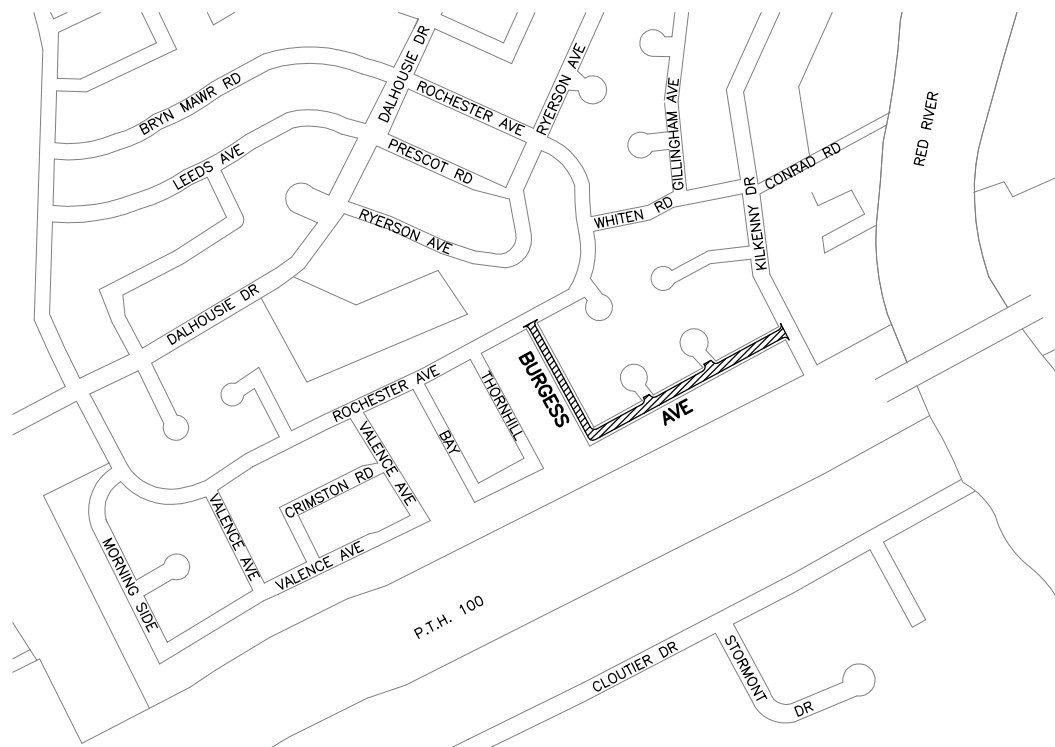 DALHOUSIE DR
RYERSON AVE
BRYN MAWR RD
ROCHESTER AVE
GILLINGHAM AVE
RED RIVER
LEEDS AVE
PRESCOT RD
CONRAD RD
WHITEN RD
KILKENNY DR
RYERSON AVE
DALHOUSIE DR
BURGESS
AVE
ROCHESTER AVE
THORNHILL
BAY
VALENCE AVE
CRIMSTON RD
VALENCE AVE
VALENCE AVE
MORNING SIDE
P.T.H. 100
CLOUTIER DR
STORMONT
DR